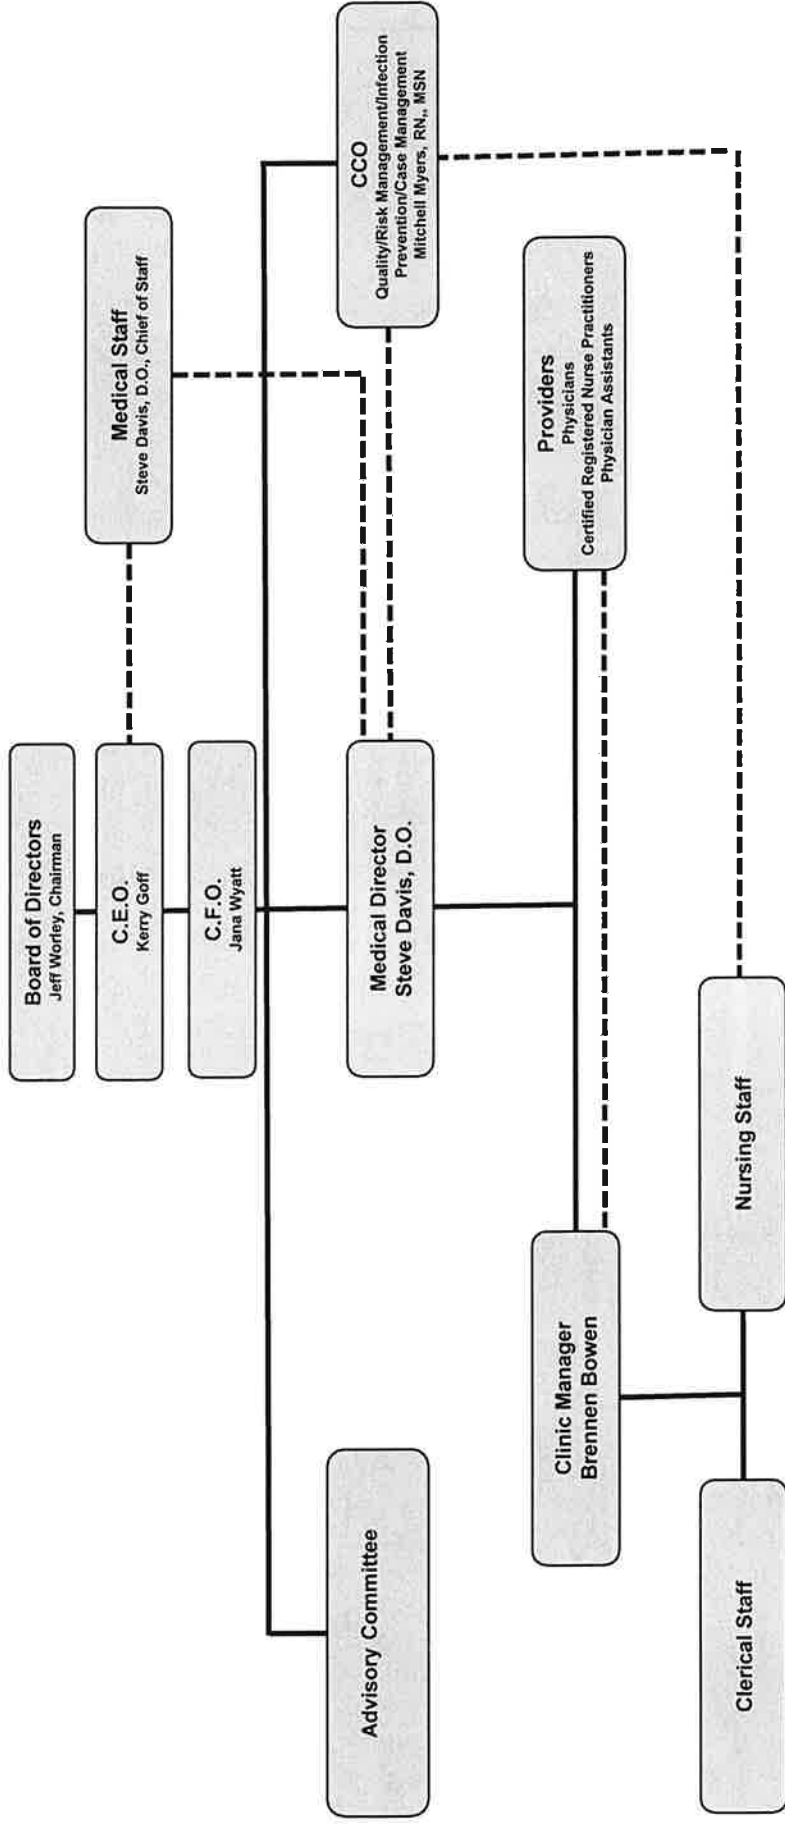 Board of Directors
Jeff Worley, Chairman
C.E.O.
Kerry Goff
Medical Staff
Steve Davis, D.O., Chief of Staff
C.F.O.
Jana Wyatt
Advisory Committee
Medical Director
Steve Davis, D.O.
CCO
Quality/Risk Management/Infection
Prevention/Case Management
Mitchell Myers, RN,, MSN
Clinic Manager
Brennen Bowen
Providers
Physicians
Certified Registered Nurse Practitioners
Physician Assistants
Clerical Staff
Nursing Staff